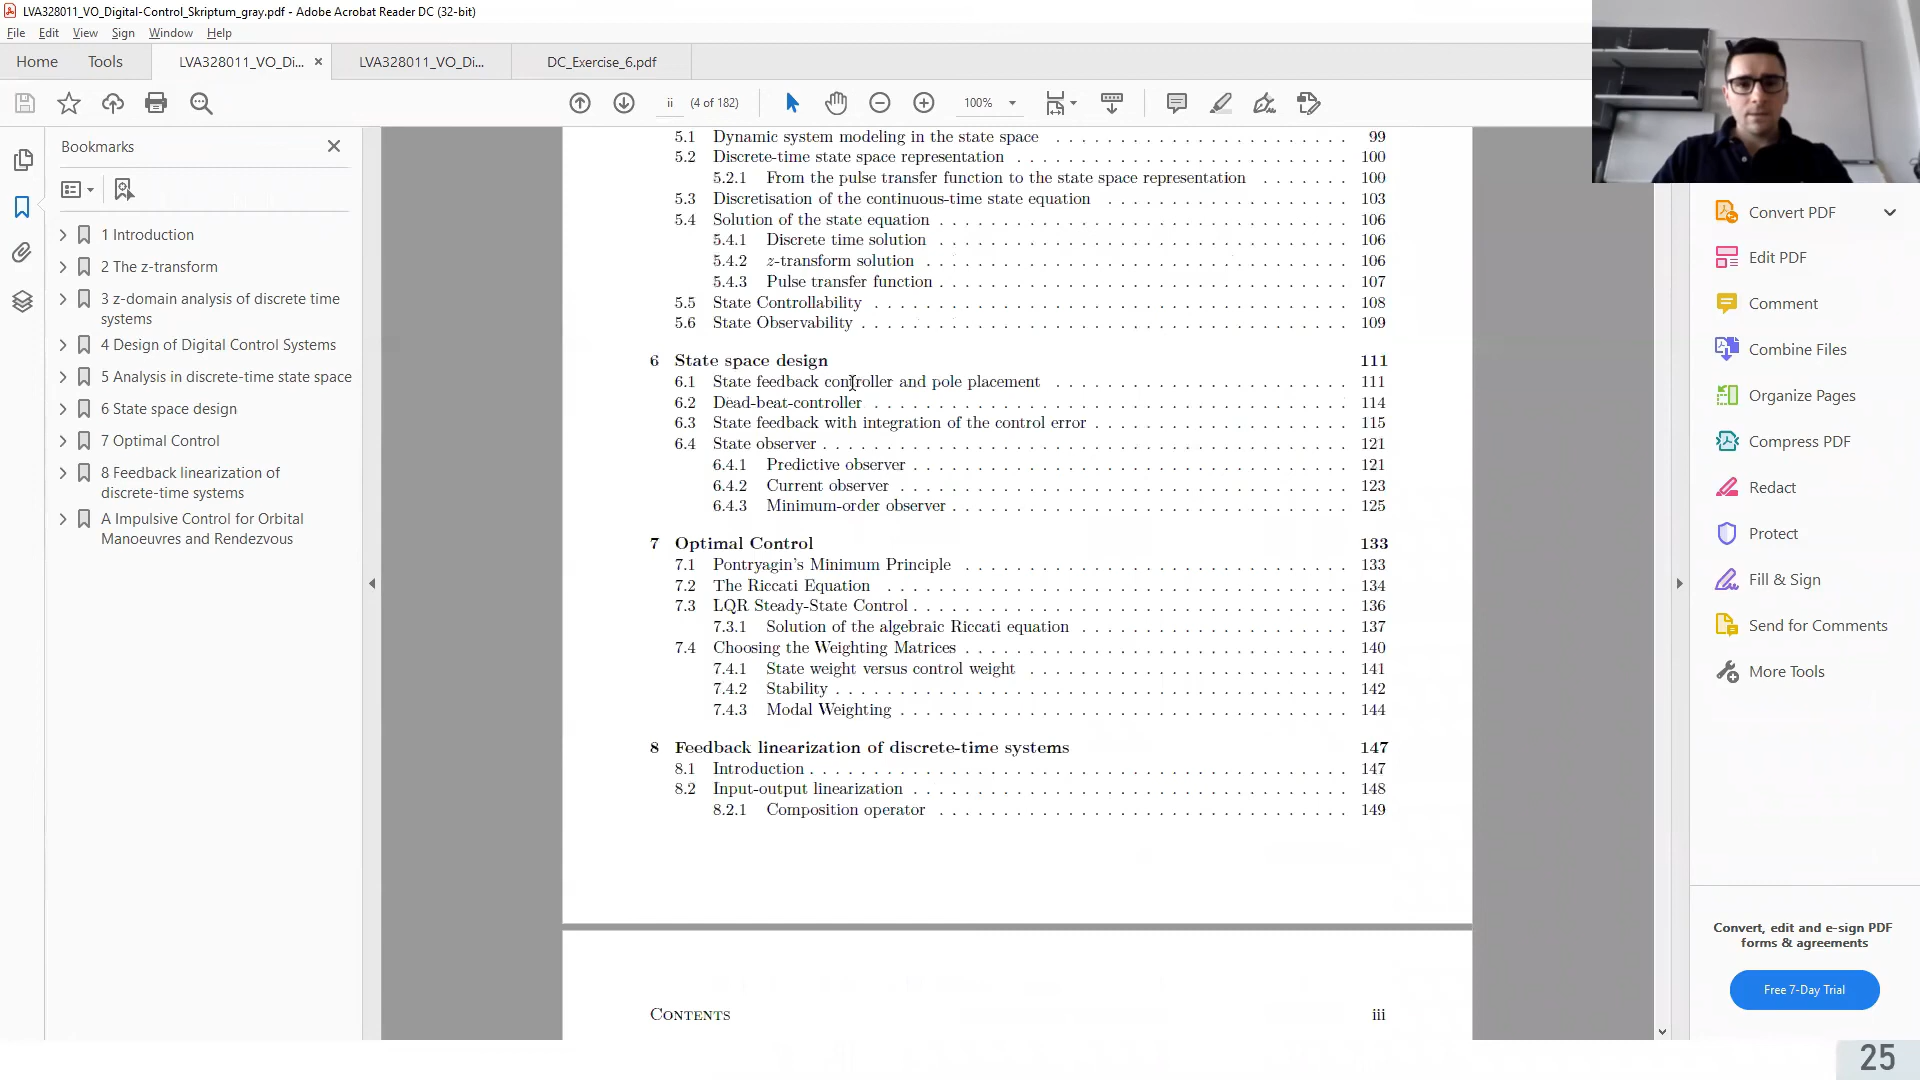 LVA328011_VO_Digital-Control_Skriptum_gray.pdf - Adobe Acrobat Reader DC (32-bit)
File Edit View Sign Window Help
Home Tools LVA328011_VO_Di... × LVA328011_VO_Di... DC_Exercise_6.pdf
ii (4 of 182) 100%
Bookmarks
1 Introduction
2 The z-transform
3 z-domain analysis of discrete time
systems
4 Design of Digital Control Systems
5 Analysis in discrete-time state space
6 State space design
7 Optimal Control
8 Feedback linearization of
discrete-time systems
A Impulsive Control for Orbital
Manoeuvres and Rendezvous
5.1 Dynamic system modeling in the state space . . . . . . . . . . . . . . . . . . . . . . . 99
5.2 Discrete-time state space representation . . . . . . . . . . . . . . . . . . . . . . . . . . 100
5.2.1 From the pulse transfer function to the state space representation . . . . . . . 100
5.3 Discretisation of the continuous-time state equation . . . . . . . . . . . . . . . . . . . 103
5.4 Solution of the state equation . . . . . . . . . . . . . . . . . . . . . . . . . . . . . . . . 106
5.4.1 Discrete time solution . . . . . . . . . . . . . . . . . . . . . . . . . . . . . . . . 106
5.4.2 z-transform solution . . . . . . . . . . . . . . . . . . . . . . . . . . . . . . . . . 106
5.4.3 Pulse transfer function . . . . . . . . . . . . . . . . . . . . . . . . . . . . . . . . 107
5.5 State Controllability . . . . . . . . . . . . . . . . . . . . . . . . . . . . . . . . . . . . . 108
5.6 State Observability . . . . . . . . . . . . . . . . . . . . . . . . . . . . . . . . . . . . . . 109
6 State space design 111
6.1 State feedback controller and pole placement . . . . . . . . . . . . . . . . . . . . . . . 111
6.2 Dead-beat-controller . . . . . . . . . . . . . . . . . . . . . . . . . . . . . . . . . . . . . 114
6.3 State feedback with integration of the control error . . . . . . . . . . . . . . . . . . . . 115
6.4 State observer . . . . . . . . . . . . . . . . . . . . . . . . . . . . . . . . . . . . . . . . . 121
6.4.1 Predictive observer . . . . . . . . . . . . . . . . . . . . . . . . . . . . . . . . . . 121
6.4.2 Current observer . . . . . . . . . . . . . . . . . . . . . . . . . . . . . . . . . . . 123
6.4.3 Minimum-order observer . . . . . . . . . . . . . . . . . . . . . . . . . . . . . . . 125
7 Optimal Control 133
7.1 Pontryagin's Minimum Principle . . . . . . . . . . . . . . . . . . . . . . . . . . . . . . 133
7.2 The Riccati Equation . . . . . . . . . . . . . . . . . . . . . . . . . . . . . . . . . . . . 134
7.3 LQR Steady-State Control . . . . . . . . . . . . . . . . . . . . . . . . . . . . . . . . . . 136
7.3.1 Solution of the algebraic Riccati equation . . . . . . . . . . . . . . . . . . . . . 137
7.4 Choosing the Weighting Matrices . . . . . . . . . . . . . . . . . . . . . . . . . . . . . . 140
7.4.1 State weight versus control weight . . . . . . . . . . . . . . . . . . . . . . . . . 141
7.4.2 Stability . . . . . . . . . . . . . . . . . . . . . . . . . . . . . . . . . . . . . . . . 142
7.4.3 Modal Weighting . . . . . . . . . . . . . . . . . . . . . . . . . . . . . . . . . . . 144
8 Feedback linearization of discrete-time systems 147
8.1 Introduction . . . . . . . . . . . . . . . . . . . . . . . . . . . . . . . . . . . . . . . . . . 147
8.2 Input-output linearization . . . . . . . . . . . . . . . . . . . . . . . . . . . . . . . . . . 148
8.2.1 Composition operator . . . . . . . . . . . . . . . . . . . . . . . . . . . . . . . . 149
CONTENTS iii
Convert PDF
Edit PDF
Comment
Combine Files
Organize Pages
Compress PDF
Redact
Protect
Fill & Sign
Send for Comments
More Tools
Convert, edit and e-sign PDF
forms & agreements
Free 7-Day Trial
25